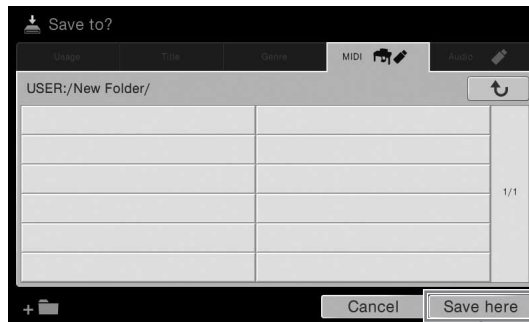 Save to?
Usage Title Genre MIDI Audio
USER:/New Folder/
1/1
+ Cancel Save here